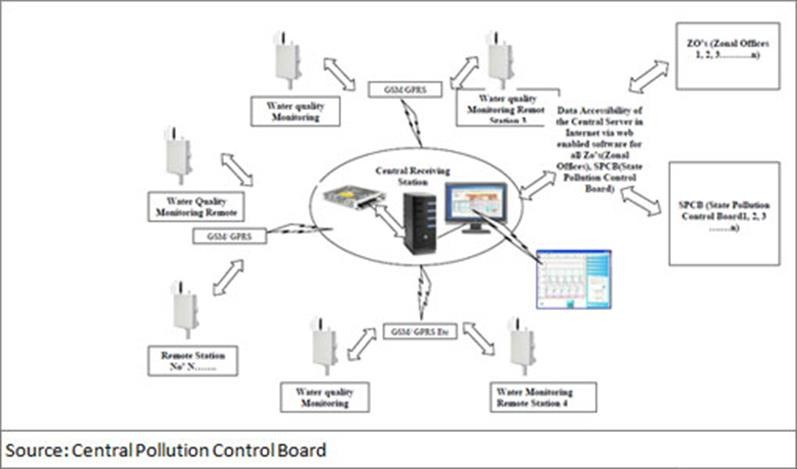 ZO's (Zonal Offices
1, 2, 3...........n)
GSM/GPRS
Water quality
Monitoring
Water quality
Monitoring Remot
Station 3
Data Accessibility of
the Central Server in
Internet via web
enabled software for
all Zo's(Zonal
Offices), SPCB(State
Pollution Control
Board)
Central Receiving
Station
Water Quality
Monitoring Remote
GSM/ GPRS
SPCB (State Pollution
Control Board1, 2, 3
.......n)
GSM/ GPRS Etc
Remote Station
No' N.......
Water quality
Monitoring
Water Monitoring
Remote Station 4
Source: Central Pollution Control Board